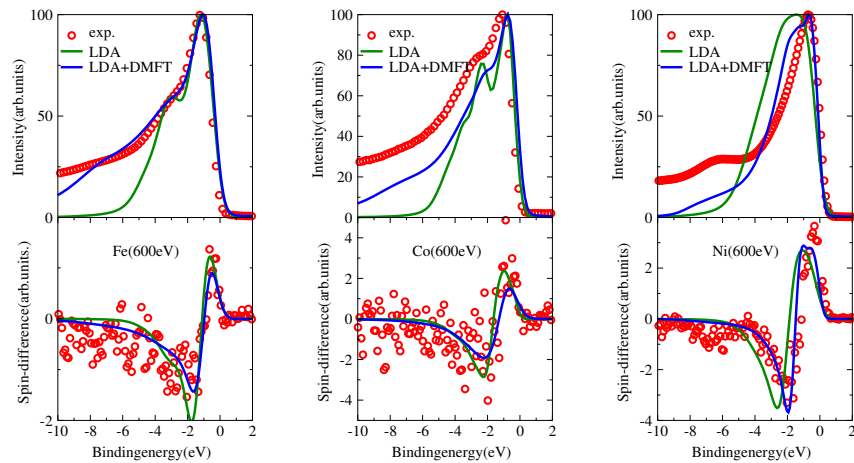 100
50
0
Intensity(arb.units)
exp.
LDA
LDA+DMFT
100
80
60
40
20
0
Intensity(arb.units)
exp.
LDA
LDA+DMFT
100
50
0
Intensity(arb.units)
exp.
LDA
LDA+DMFT
0
-2
Spin-difference(arb.units.)
Fe(600eV)
-10 -8 -6 -4 -2 0 2
Bindingenergy(eV)
4
2
0
-2
-4
Spin-difference(arb.units)
Co(600eV)
-10 -8 -6 -4 -2 0 2
Bindingenergy(eV)
2
0
-2
-4
Spin-difference(arb.units)
Ni(600eV)
-10 -8 -6 -4 -2 0 2
Bindingenergy(eV)